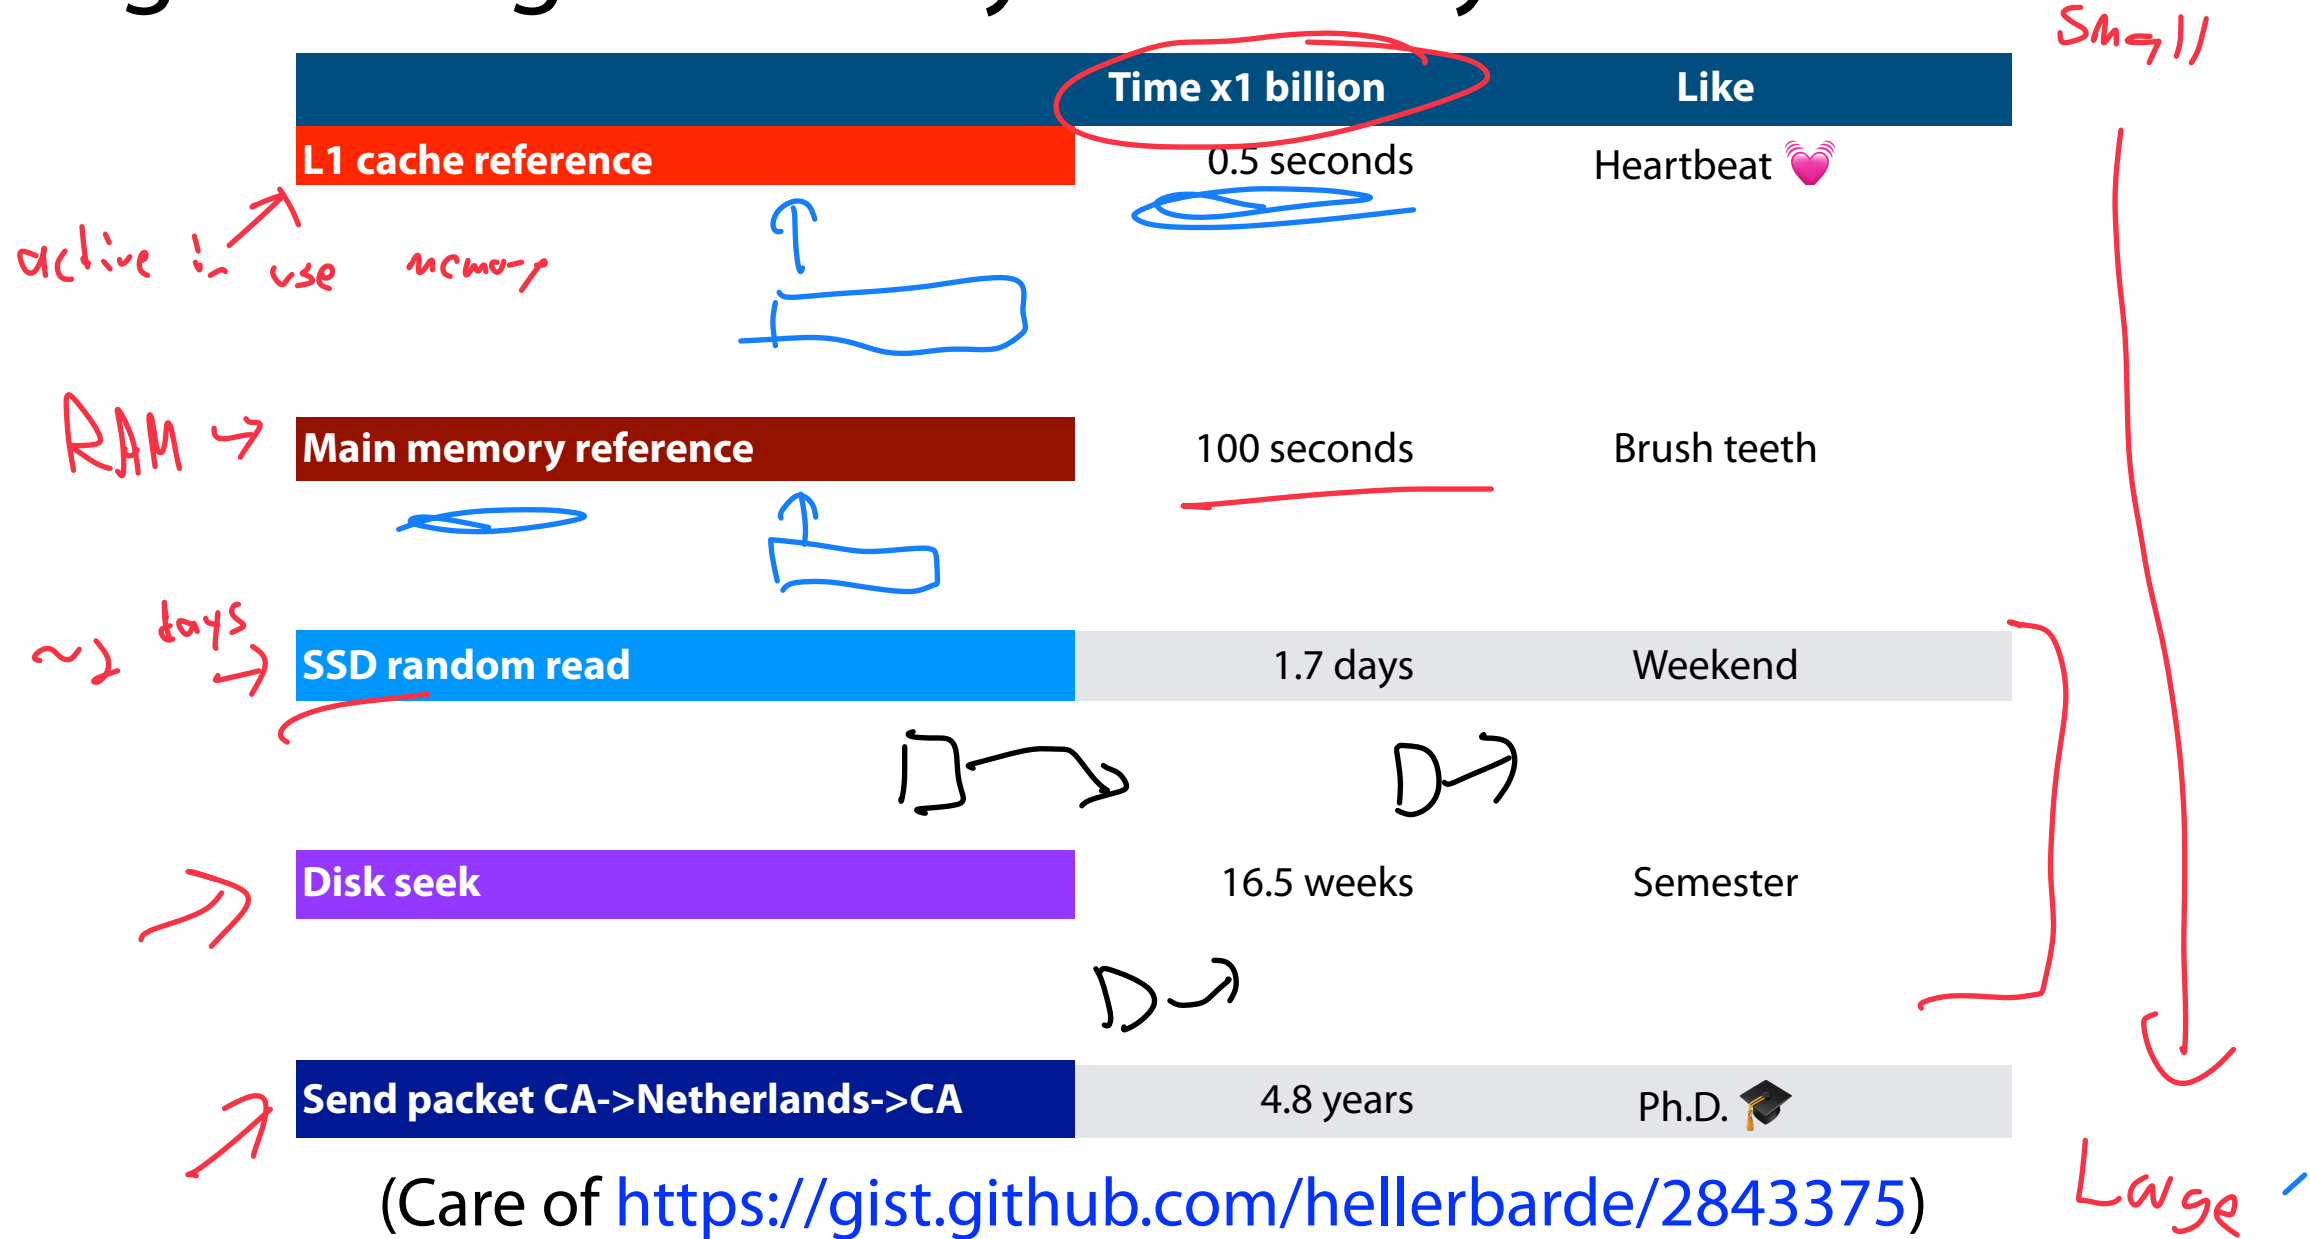 Small
Time x1 billion Like
L1 cache reference 0.5 seconds Heartbeat 💓
active in use memory
RAM → Main memory reference 100 seconds Brush teeth
~2 days → SSD random read 1.7 days Weekend
Disk seek 16.5 weeks Semester
Send packet CA->Netherlands->CA 4.8 years Ph.D. 🎓
(Care of https://gist.github.com/hellerbarde/2843375)
Large